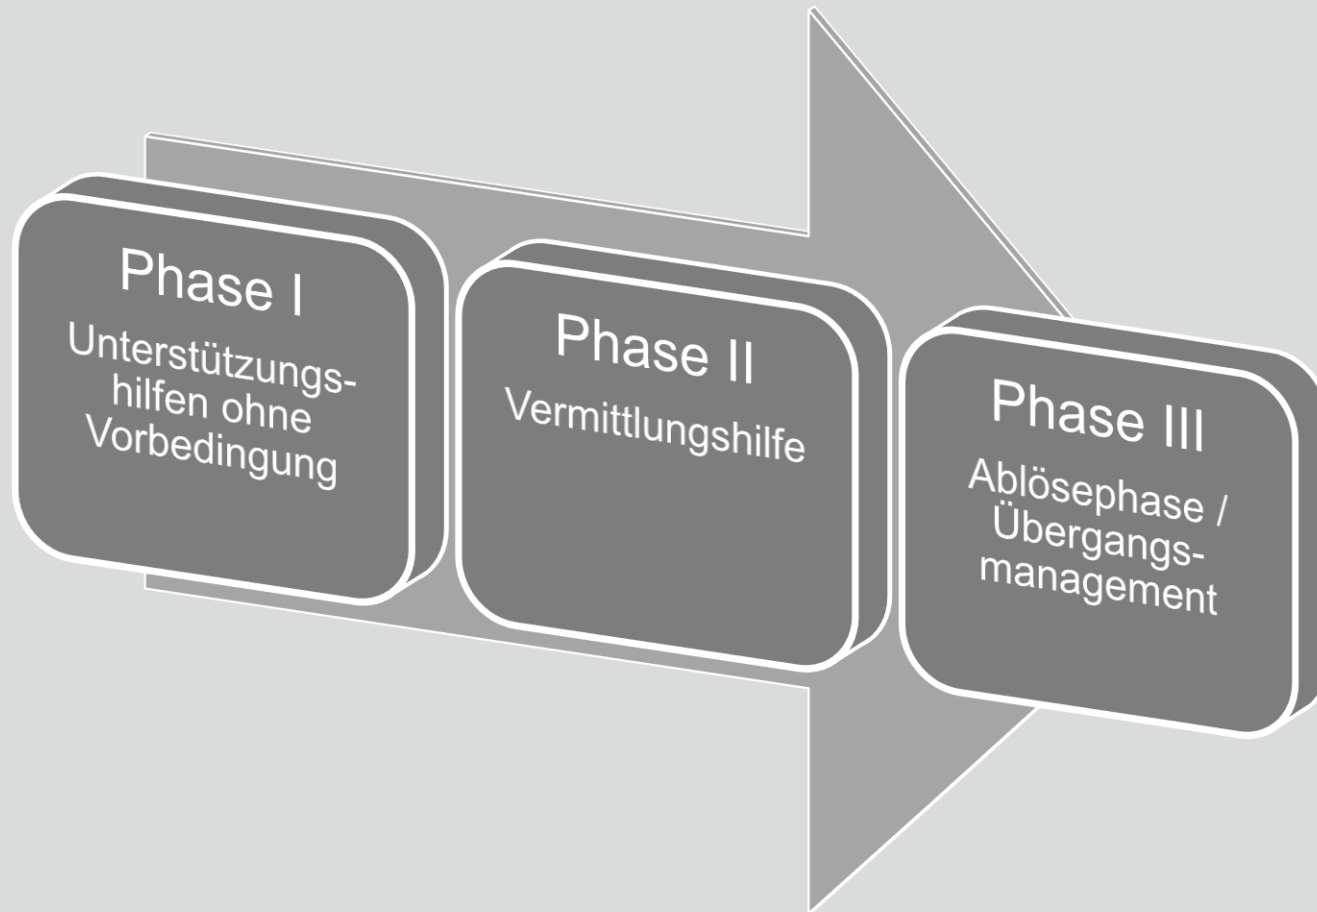 Phase I
Unterstützungs-
hilfen ohne
Vorbedingung
Phase II
Vermittlungshilfe
Phase III
Ablösephase /
Übergangs-
management